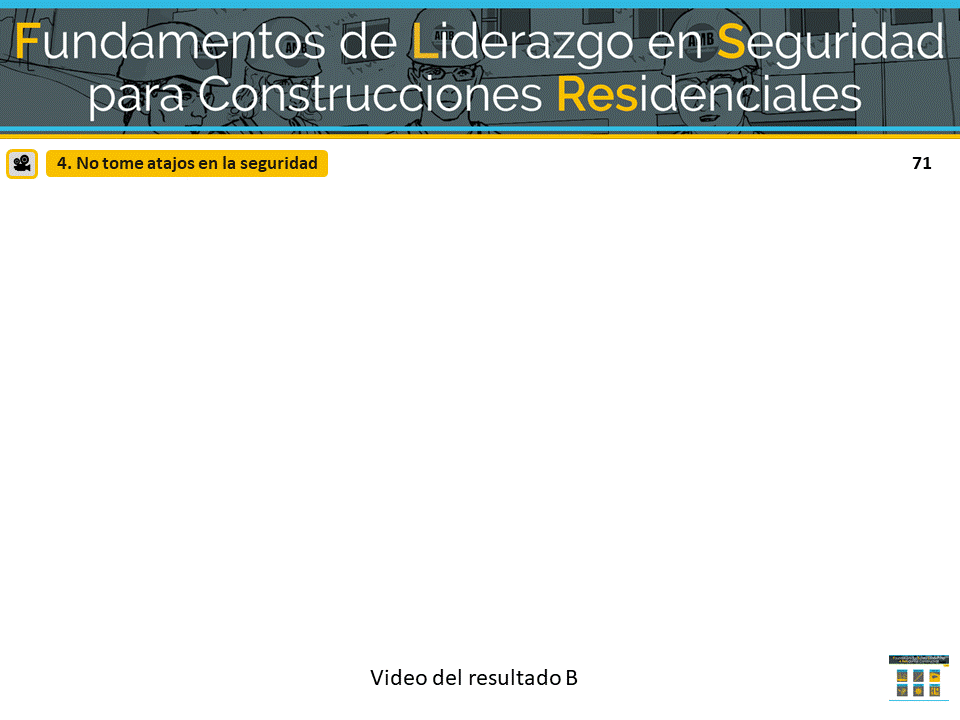 Fundamentos de Liderazgo en Seguridad
para Construcciones Residenciales
4. No tome atajos en la seguridad
71
Video del resultado B